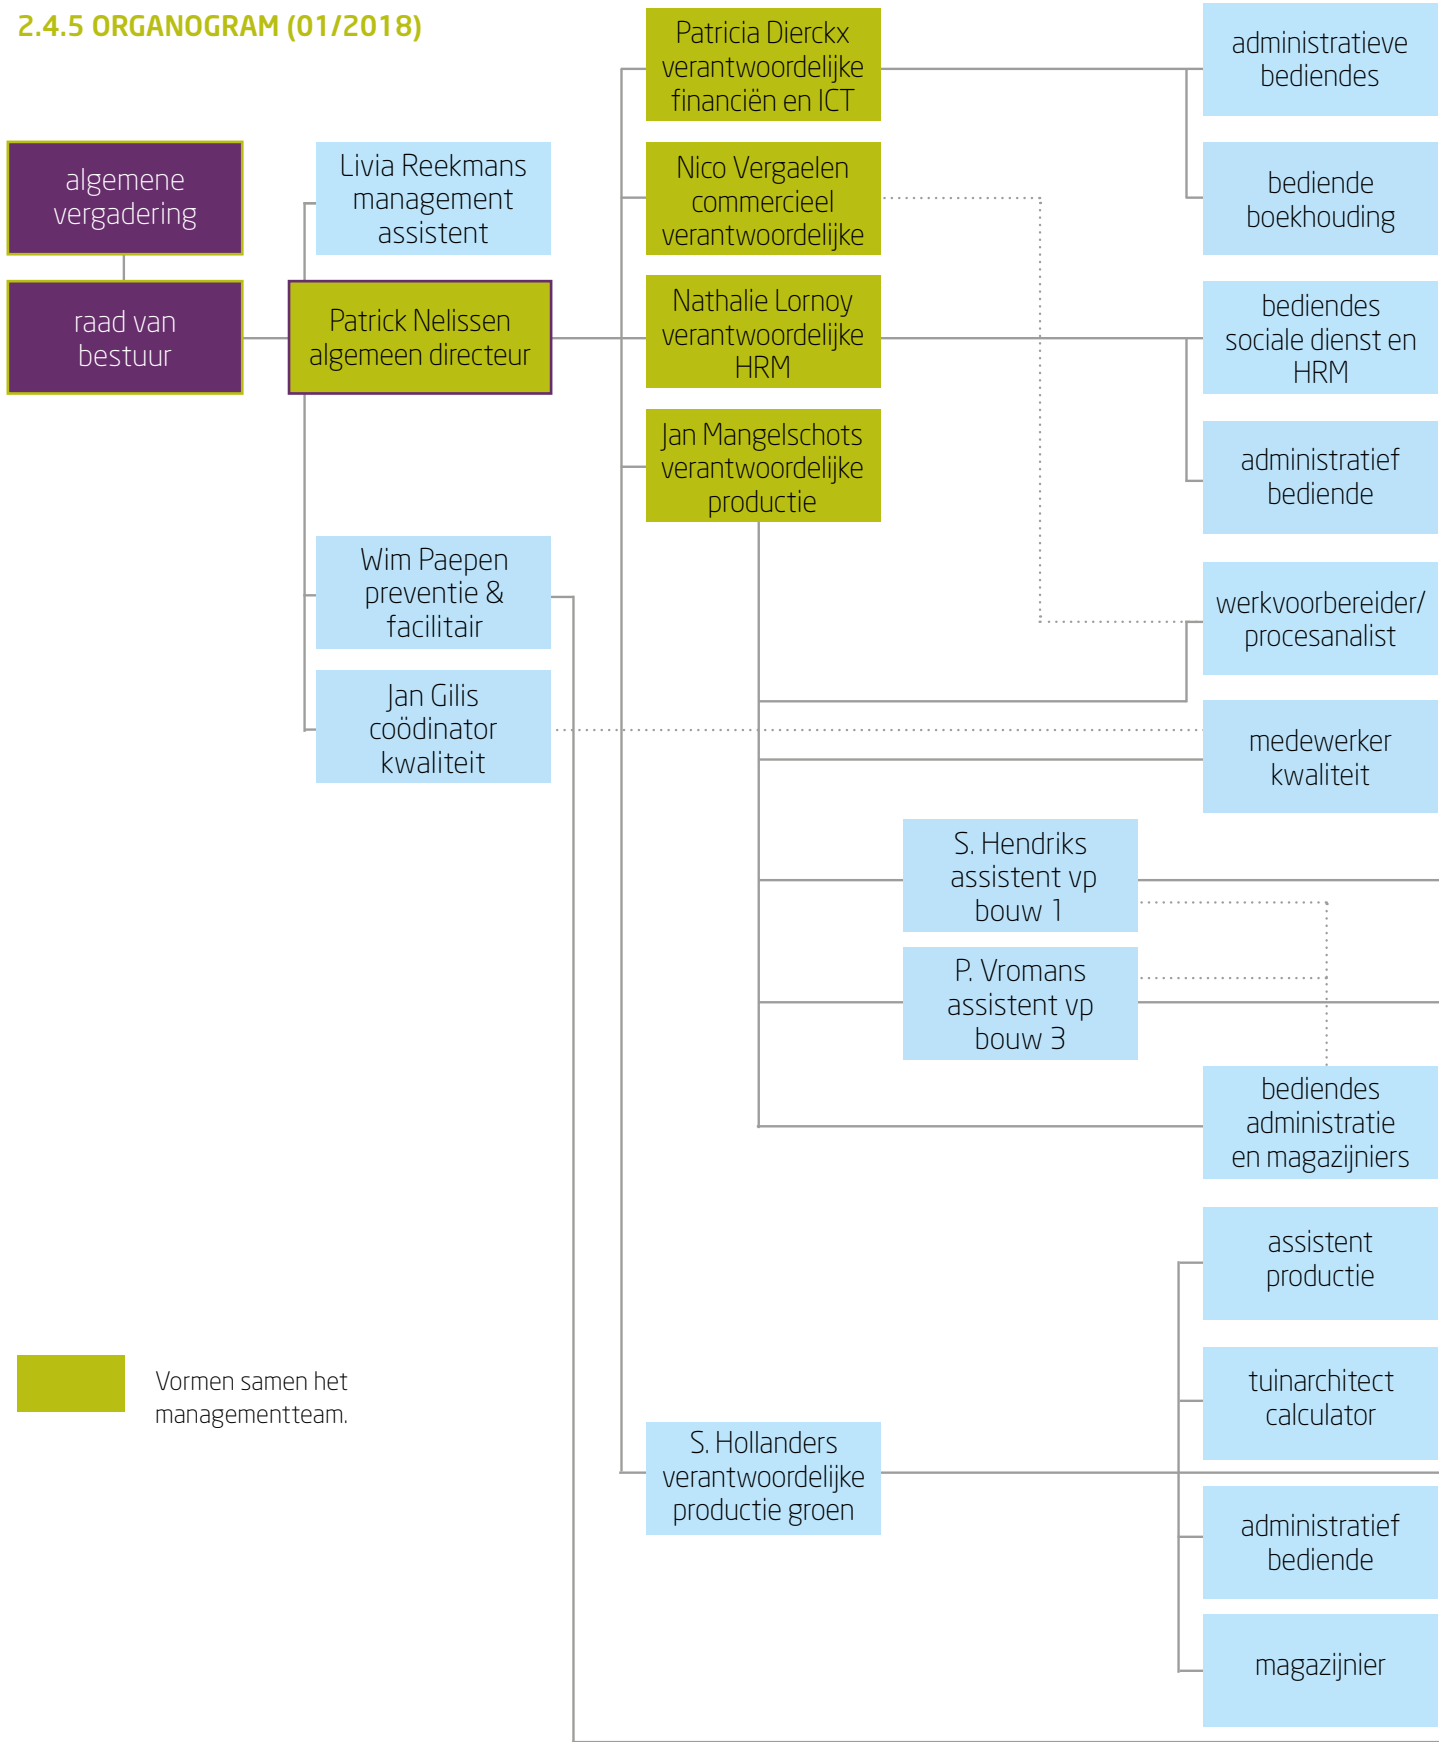 2.4.5 ORGANOGRAM (01/2018)
algemene
vergadering
raad van
bestuur
Livia Reekmans
management
assistent
Patrick Nelissen
algemeen directeur
Wim Paepen
preventie &
facilitair
Jan Gilis
coödinator
kwaliteit
Patricia Dierckx
verantwoordelijke
financiën en ICT
Nico Vergaelen
commercieel
verantwoordelijke
Nathalie Lornoy
verantwoordelijke
HRM
Jan Mangelschots
verantwoordelijke
productie
administratieve
bediendes
bediende
boekhouding
bediendes
sociale dienst en
HRM
administratief
bediende
werkvoorbereider/
procesanalist
medewerker
kwaliteit
S. Hendriks
assistent vp
bouw 1
P. Vromans
assistent vp
bouw 3
bediendes
administratie
en magazijniers
S. Hollanders
verantwoordelijke
productie groen
assistent
productie
tuinarchitect
calculator
administratief
bediende
magazijnier
Vormen samen het
managementteam.